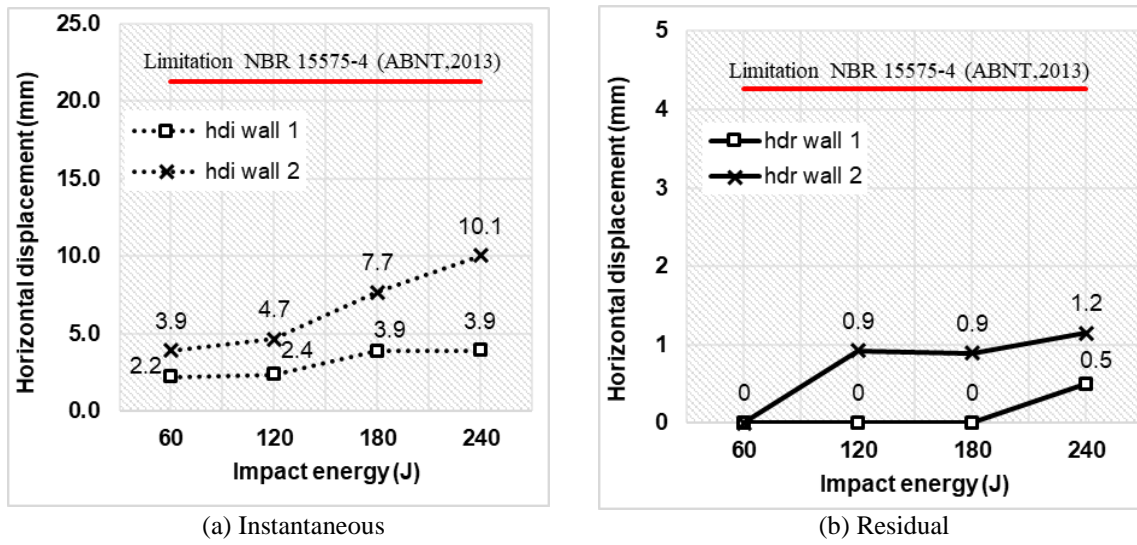 25.0
20.0
15.0
10.0
5.0
0.0
Horizontal displacement (mm)
Limitation NBR 15575-4 (ABNT,2013)
hdi wall 1
hdi wall 2
3.9
4.7
7.7
10.1
2.2
2.4
3.9
3.9
60 120 180 240
Impact energy (J)
(a) Instantaneous
5
4
3
2
1
0
Horizontal displacement (mm)
Limitation NBR 15575-4 (ABNT,2013)
hdr wall 1
hdr wall 2
0.9
0.9
1.2
0
0
0
0.5
60 120 180 240
Impact energy (J)
(b) Residual